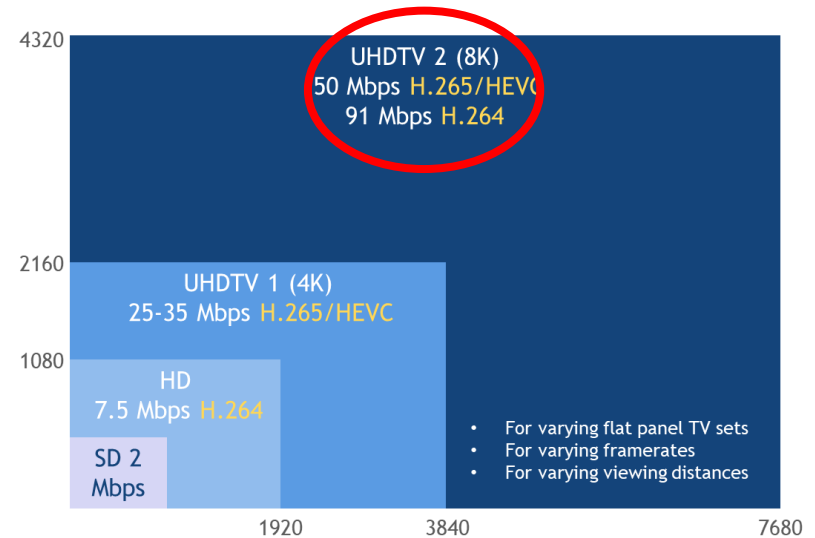 4320
UHDTV 2 (8K)
50 Mbps H.265/HEVC
91 Mbps H.264
2160
UHDTV 1 (4K)
25-35 Mbps H.265/HEVC
1080
HD
7.5 Mbps H.264
SD 2
Mbps
• For varying flat panel TV sets
• For varying framerates
• For varying viewing distances
1920
3840
7680